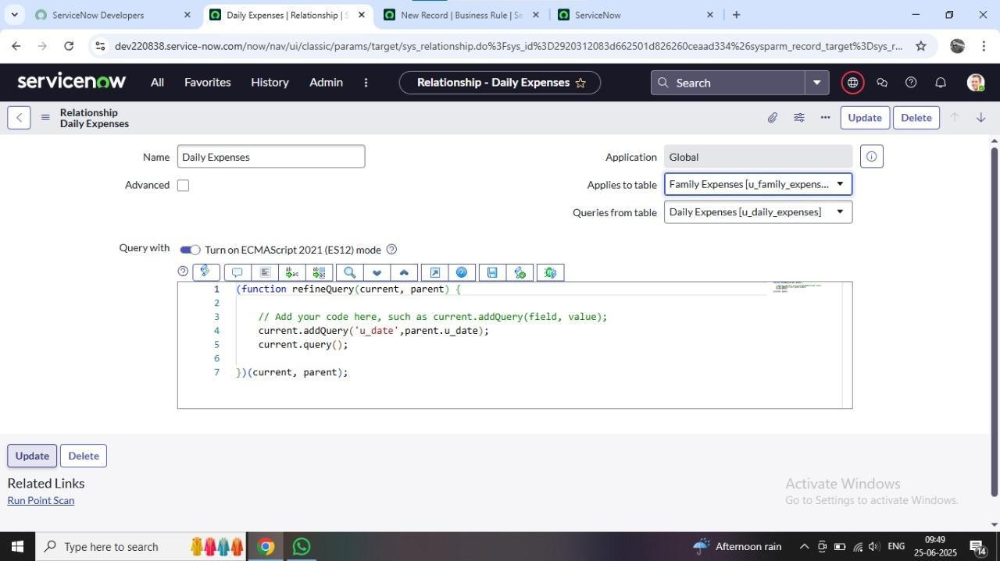 ServiceNow Developers
Daily Expenses | Relationship | S
New Record | Business Rule | Se
ServiceNow
dev220838.service-now.com/now/nav/ui/classic/params/target/sys_relationship.do%3Fsys_id%3D2920312083d662501d826260ceaad334%26sysparm_record_target%3Dsys_r...
servicenow All Favorites History Admin Relationship - Daily Expenses Search
Relationship
Daily Expenses
Update Delete
Name Daily Expenses
Application Global
Advanced
Applies to table Family Expenses [u_family_expens...
Queries from table Daily Expenses [u_daily_expenses]
Query with Turn on ECMAScript 2021 (ES12) mode
1 (function refineQuery(current, parent) {
2
3 // Add your code here, such as current.addQuery(field, value);
4 current.addQuery('u_date',parent.u_date);
5 current.query();
6
7 })(current, parent);
Update Delete
Related Links
Run Point Scan
Activate Windows
Go to Settings to activate Windows.
Type here to search
Afternoon rain
ENG
09:49
25-06-2025
14